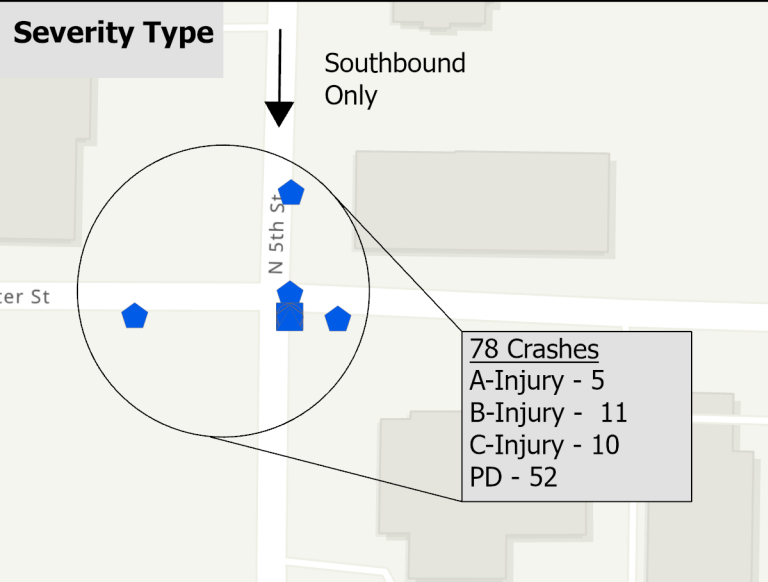 Severity Type
Southbound
Only
N 5th St
ter St
78 Crashes
A-Injury - 5
B-Injury -  11
C-Injury - 10
PD - 52